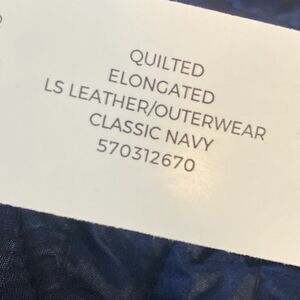 QUILTED
ELONGATED
LS LEATHER/OUTERWEAR
CLASSIC NAVY
570312670